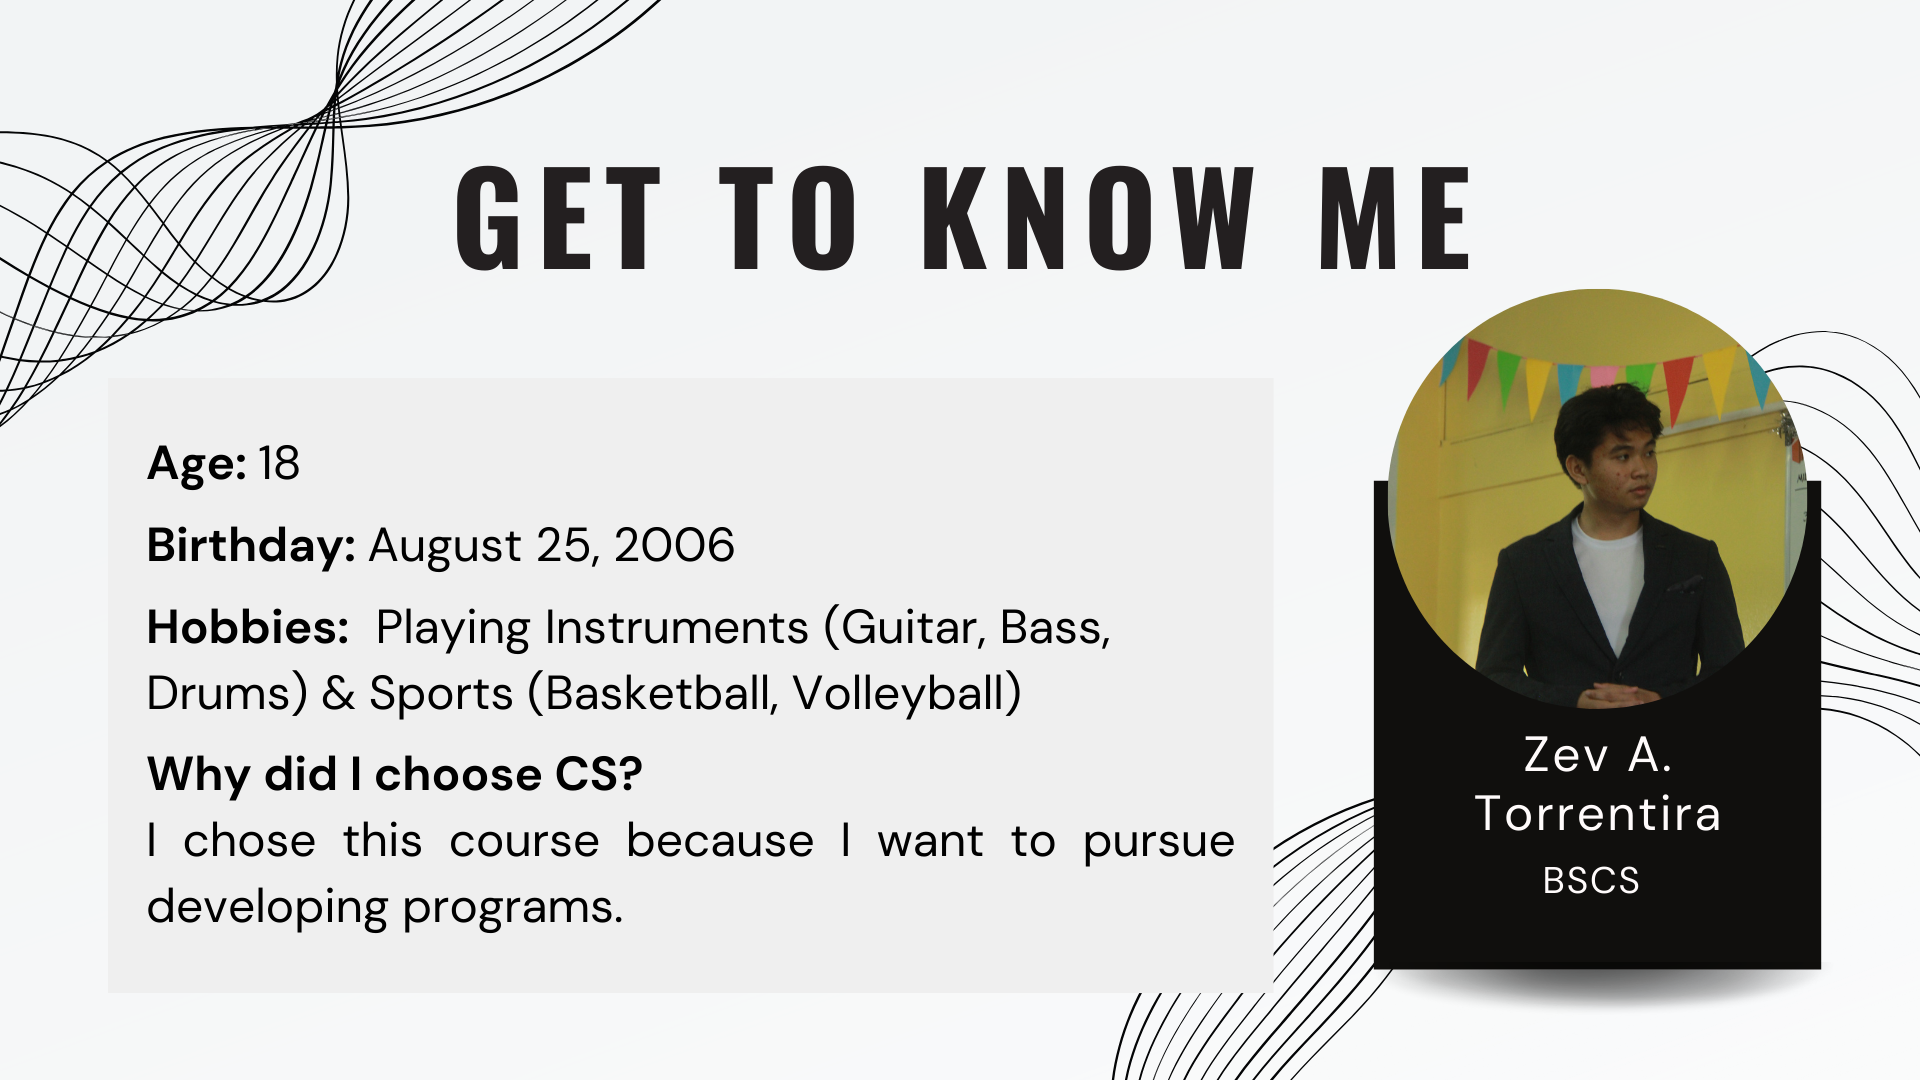 GET TO KNOW ME
Age: 18
Birthday: August 25, 2006
Hobbies: Playing Instruments (Guitar, Bass,
Drums) & Sports (Basketball, Volleyball)
Why did I choose CS?
I chose this course because I want to pursue
developing programs.
Zev A.
Torrentira
BSCS